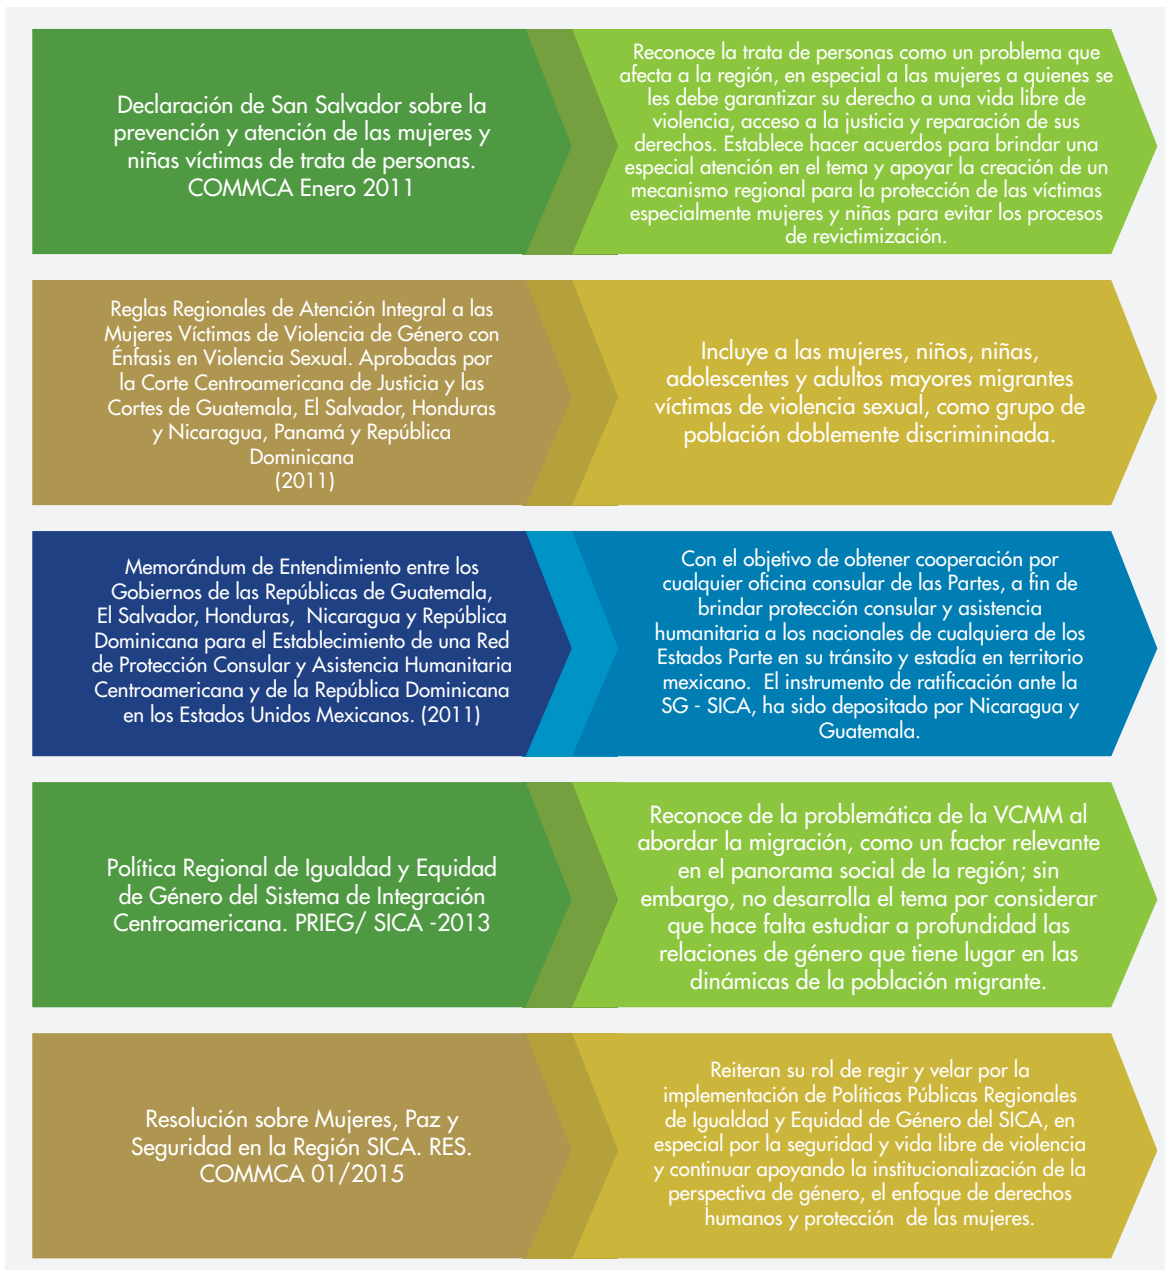 Declaración de San Salvador sobre la
prevención y atención de las mujeres y
niñas víctimas de trata de personas.
COMMCA Enero 2011
Reconoce la trata de personas como un problema que
afecta a la región, en especial a las mujeres a quienes se
les debe garantizar su derecho a una vida libre de
violencia, acceso a la justicia y reparación de sus
derechos. Establece hacer acuerdos para brindar una
especial atención en el tema y apoyar la creación de un
mecanismo regional para la protección de las víctimas
especialmente mujeres y niñas para evitar los procesos
de revictimización.
Reglas Regionales de Atención Integral a las
Mujeres Víctimas de Violencia de Género con
Énfasis en Violencia Sexual. Aprobadas por
la Corte Centroamericana de Justicia y las
Cortes de Guatemala, El Salvador, Honduras
y Nicaragua, Panamá y República
Dominicana
(2011)
Incluye a las mujeres, niños, niñas,
adolescentes y adultos mayores migrantes
víctimas de violencia sexual, como grupo de
población doblemente discrimininada.
Memorándum de Entendimiento entre los
Gobiernos de las Repúblicas de Guatemala,
El Salvador, Honduras, Nicaragua y República
Dominicana para el Establecimiento de una Red
de Protección Consular y Asistencia Humanitaria
Centroamericana y de la República Dominicana
en los Estados Unidos Mexicanos. (2011)
Con el objetivo de obtener cooperación por
cualquier oficina consular de las Partes, a fin de
brindar protección consular y asistencia
humanitaria a los nacionales de cualquiera de los
Estados Parte en su tránsito y estadía en territorio
mexicano. El instrumento de ratificación ante la
SG - SICA, ha sido depositado por Nicaragua y
Guatemala.
Política Regional de Igualdad y Equidad
de Género del Sistema de Integración
Centroamericana. PRIEG/ SICA -2013
Reconoce de la problemática de la VCMM al
abordar la migración, como un factor relevante
en el panorama social de la región; sin
embargo, no desarrolla el tema por considerar
que hace falta estudiar a profundidad las
relaciones de género que tiene lugar en las
dinámicas de la población migrante.
Resolución sobre Mujeres, Paz y
Seguridad en la Región SICA. RES.
COMMCA 01/2015
Reiteran su rol de regir y velar por la
implementación de Políticas Públicas Regionales
de Igualdad y Equidad de Género del SICA, en
especial por la seguridad y vida libre de violencia
y continuar apoyando la institucionalización de la
perspectiva de género, el enfoque de derechos
humanos y protección de las mujeres.